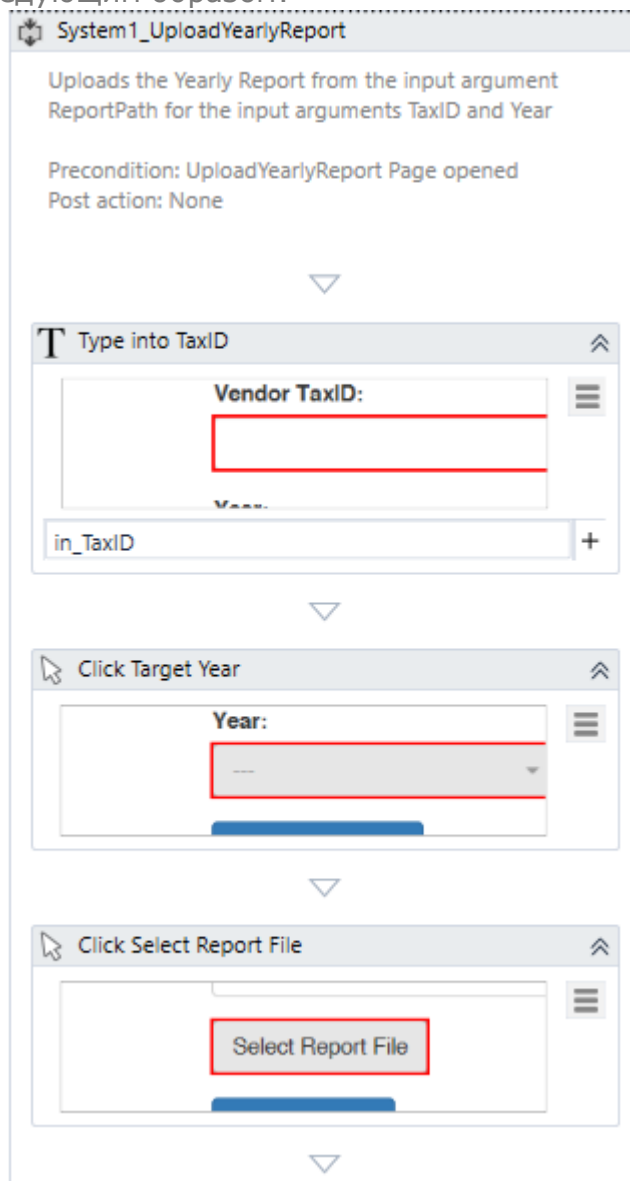 System1_UploadYearlyReport
Uploads the Yearly Report from the input argument
ReportPath for the input arguments TaxID and Year
Precondition: UploadYearlyReport Page opened
Post action: None
T Type into TaxID
Vendor TaxID:
Year:
in_TaxID +
Click Target Year
Year:
---
Click Select Report File
Select Report File